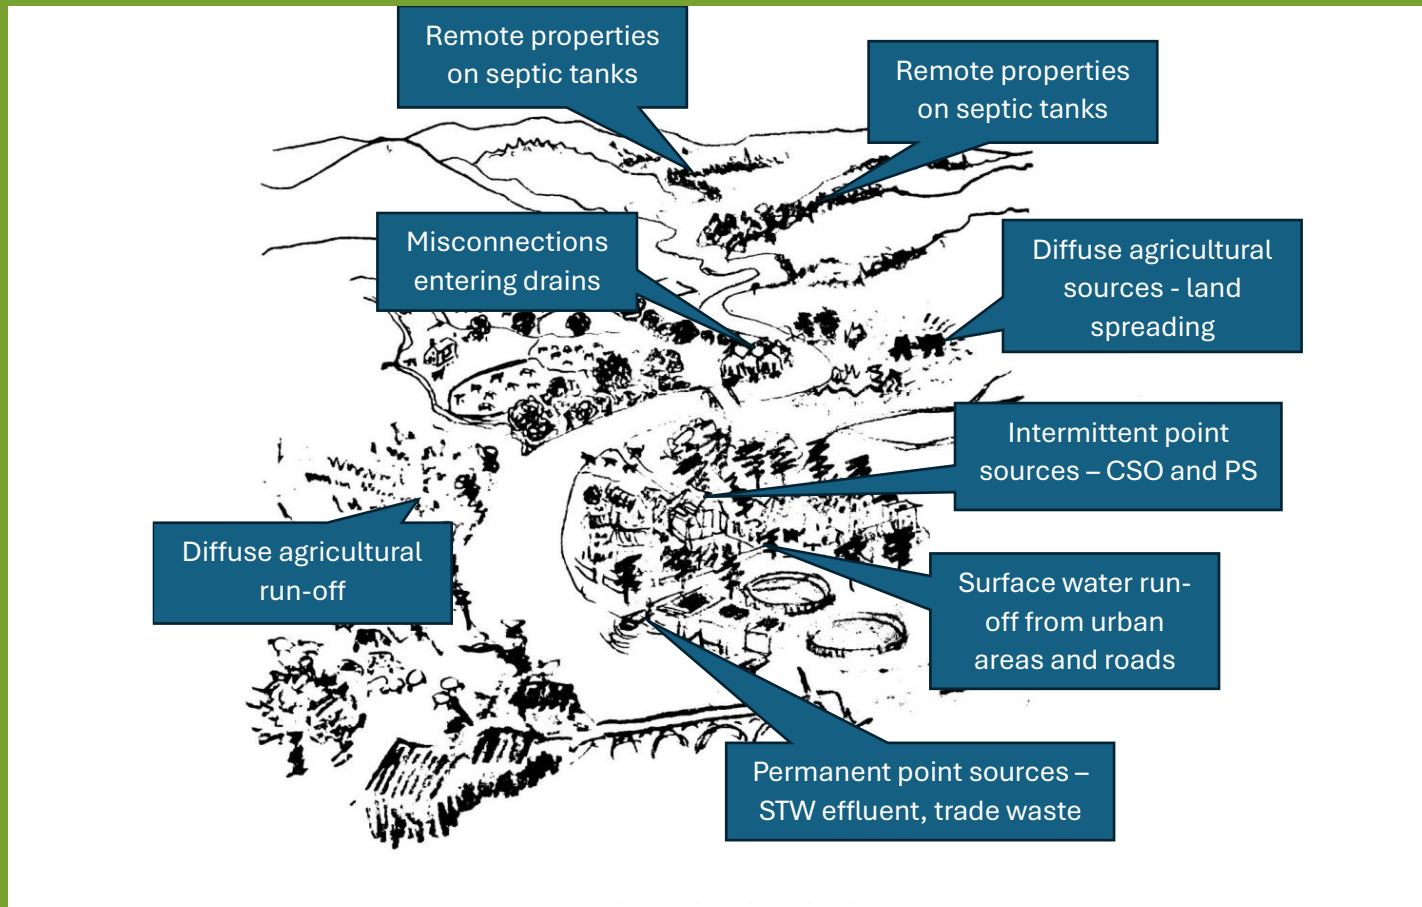 Remote properties
on septic tanks
Remote properties
on septic tanks
Misconnections
entering drains
Diffuse agricultural
sources - land
spreading
Intermittent point
sources – CSO and PS
Diffuse agricultural
run-off
Surface water run-
off from urban
areas and roads
Permanent point sources –
STW effluent, trade waste